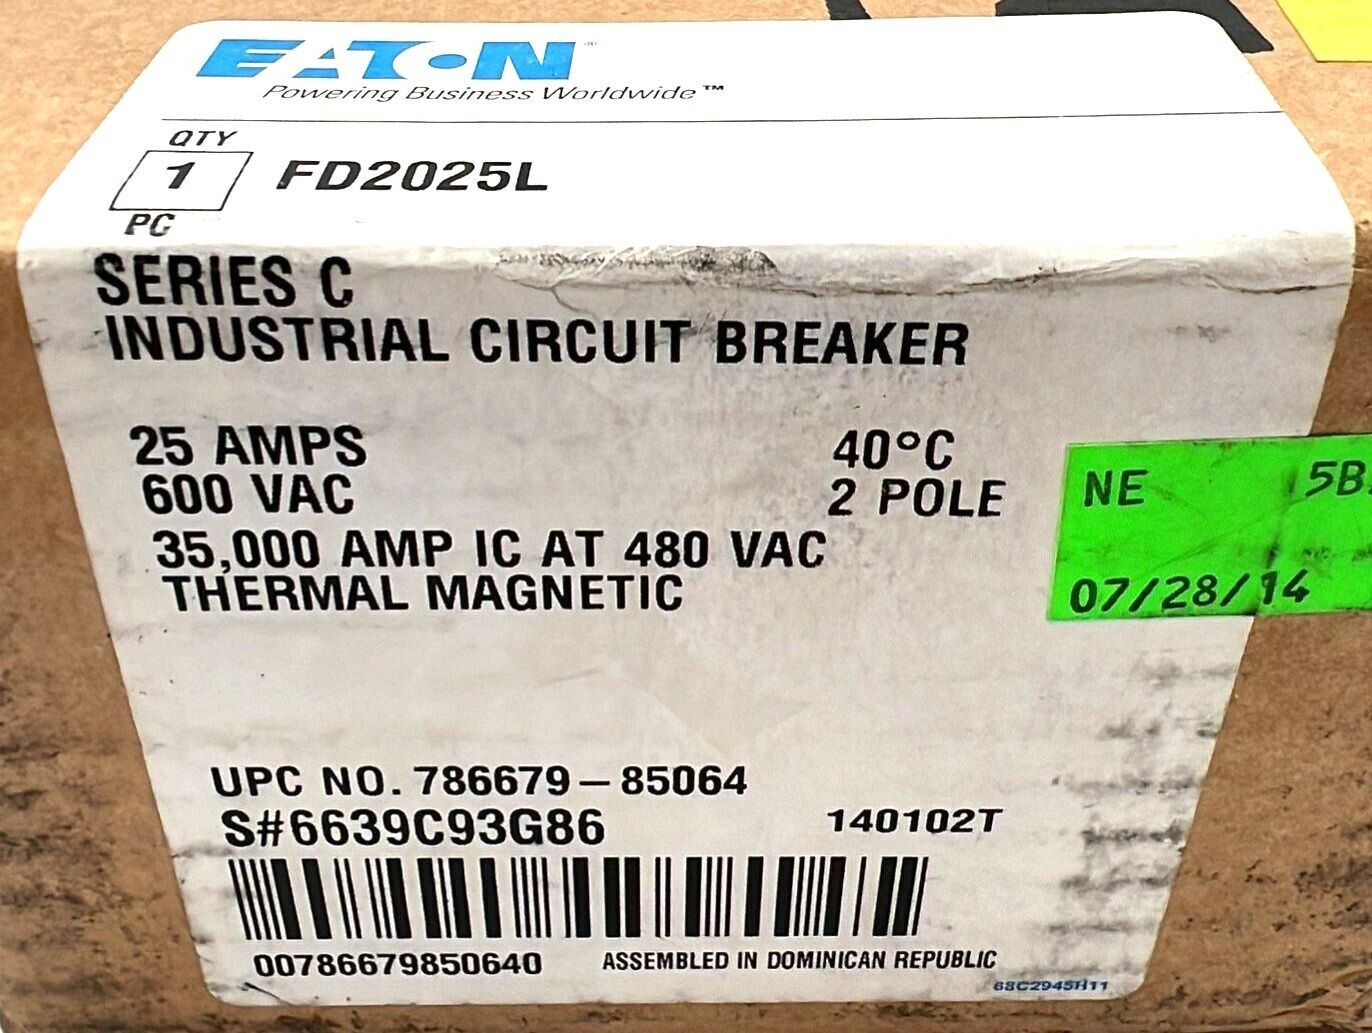 EATON®
Powering Business Worldwide™
QTY
1
PC
FD2025L
SERIES C
INDUSTRIAL CIRCUIT BREAKER
25 AMPS
40°C
600 VAC
2 POLE
35,000 AMP IC AT 480 VAC
THERMAL MAGNETIC
NE 5B
07/28/14
UPC NO. 786679-85064
S#6639C93G86
140102T
00786679850640
ASSEMBLED IN DOMINICAN REPUBLIC
68C2945H11